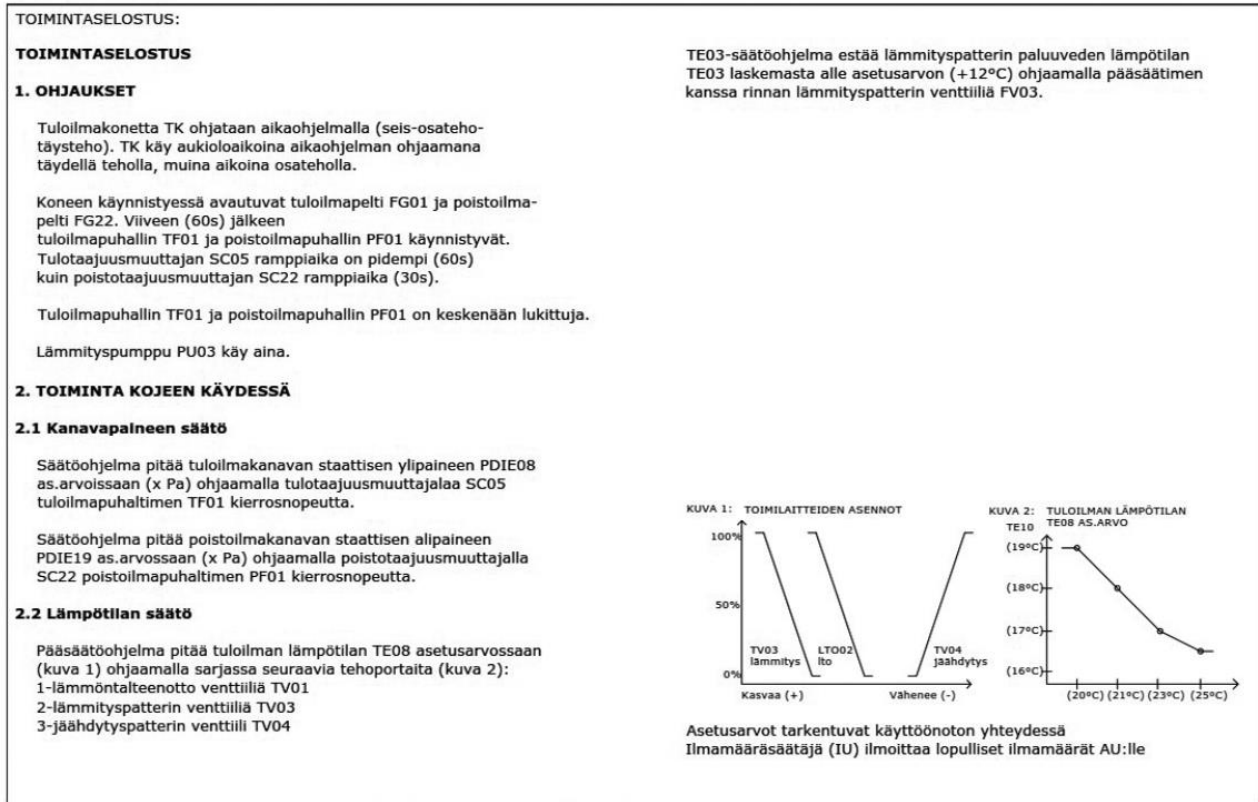 TOIMINTASELOSTUS:
TOIMINTASELOSTUS
1. OHJAUKSET
Tuloilmakonetta TK ohjataan aikaohjelmalla (seis-osateho-
täysteho). TK käy aukioloaikoina aikaohjelman ohjaamana
täydellä teholla, muina aikoina osateholla.
Koneen käynnistyessä avautuvat tuloilmapelti FG01 ja poistoilma-
pelti FG22. Viiveen (60s) jälkeen
tuloilmapuhallin TF01 ja poistoilmapuhallin PF01 käynnistyvät.
Tulotaajuusmuuttajan SC05 ramppiaika on pidempi (60s)
kuin poistotaajuusmuuttajan SC22 ramppiaika (30s).
Tuloilmapuhallin TF01 ja poistoilmapuhallin PF01 on keskenään lukittuja.
Lämmityspumppu PU03 käy aina.
2. TOIMINTA KOJEEN KÄYDESSÄ
2.1 Kanavapaineen säätö
Säätöohjelma pitää tuloilmakanavan staattisen ylipaineen PDIE08
as.arvoissaan (x Pa) ohjaamalla tulotaajuusmuuttajalaa SC05
tuloilmapuhaltimen TF01 kierrosnopeutta.
Säätöohjelma pitää poistoilmakanavan staattisen alipaineen
PDIE19 as.arvossaan (x Pa) ohjaamalla poistotaajuusmuuttajalla
SC22 poistoilmapuhaltimen PF01 kierrosnopeutta.
2.2 Lämpötilan säätö
Pääsäätöohjelma pitää tuloilman lämpötilan TE08 asetusarvossaan
(kuva 1) ohjaamalla sarjassa seuraavia tehoportaita (kuva 2):
1-lämmöntalteenotto venttiiliä TV01
2-lämmityspatterin venttiiliä TV03
3-jäähdytyspatterin venttiili TV04
TE03-säätöohjelma estää lämmityspatterin paluuveden lämpötilan
TE03 laskemasta alle asetusarvon (+12ºC) ohjaamalla pääsäätimen
kanssa rinnan lämmityspatterin venttiiliä FV03.
KUVA 1: TOIMILAITTEIDEN ASENNOT
100%
50%
0%
TV03
lämmitys
LTO02
lto
TV04
jäähdytys
Kasvaa (+)
Vähenee (-)
KUVA 2: TULOILMAN LÄMPÖTILAN
TE08 AS.ARVO
TE10
(19ºC)
(18ºC)
(17ºC)
(16ºC)
(20ºC) (21ºC) (23ºC) (25ºC)
Asetusarvot tarkentuvat käyttöönoton yhteydessä
Ilmamääräsäätäjä (IU) ilmoittaa lopulliset ilmamäärät AU:lle